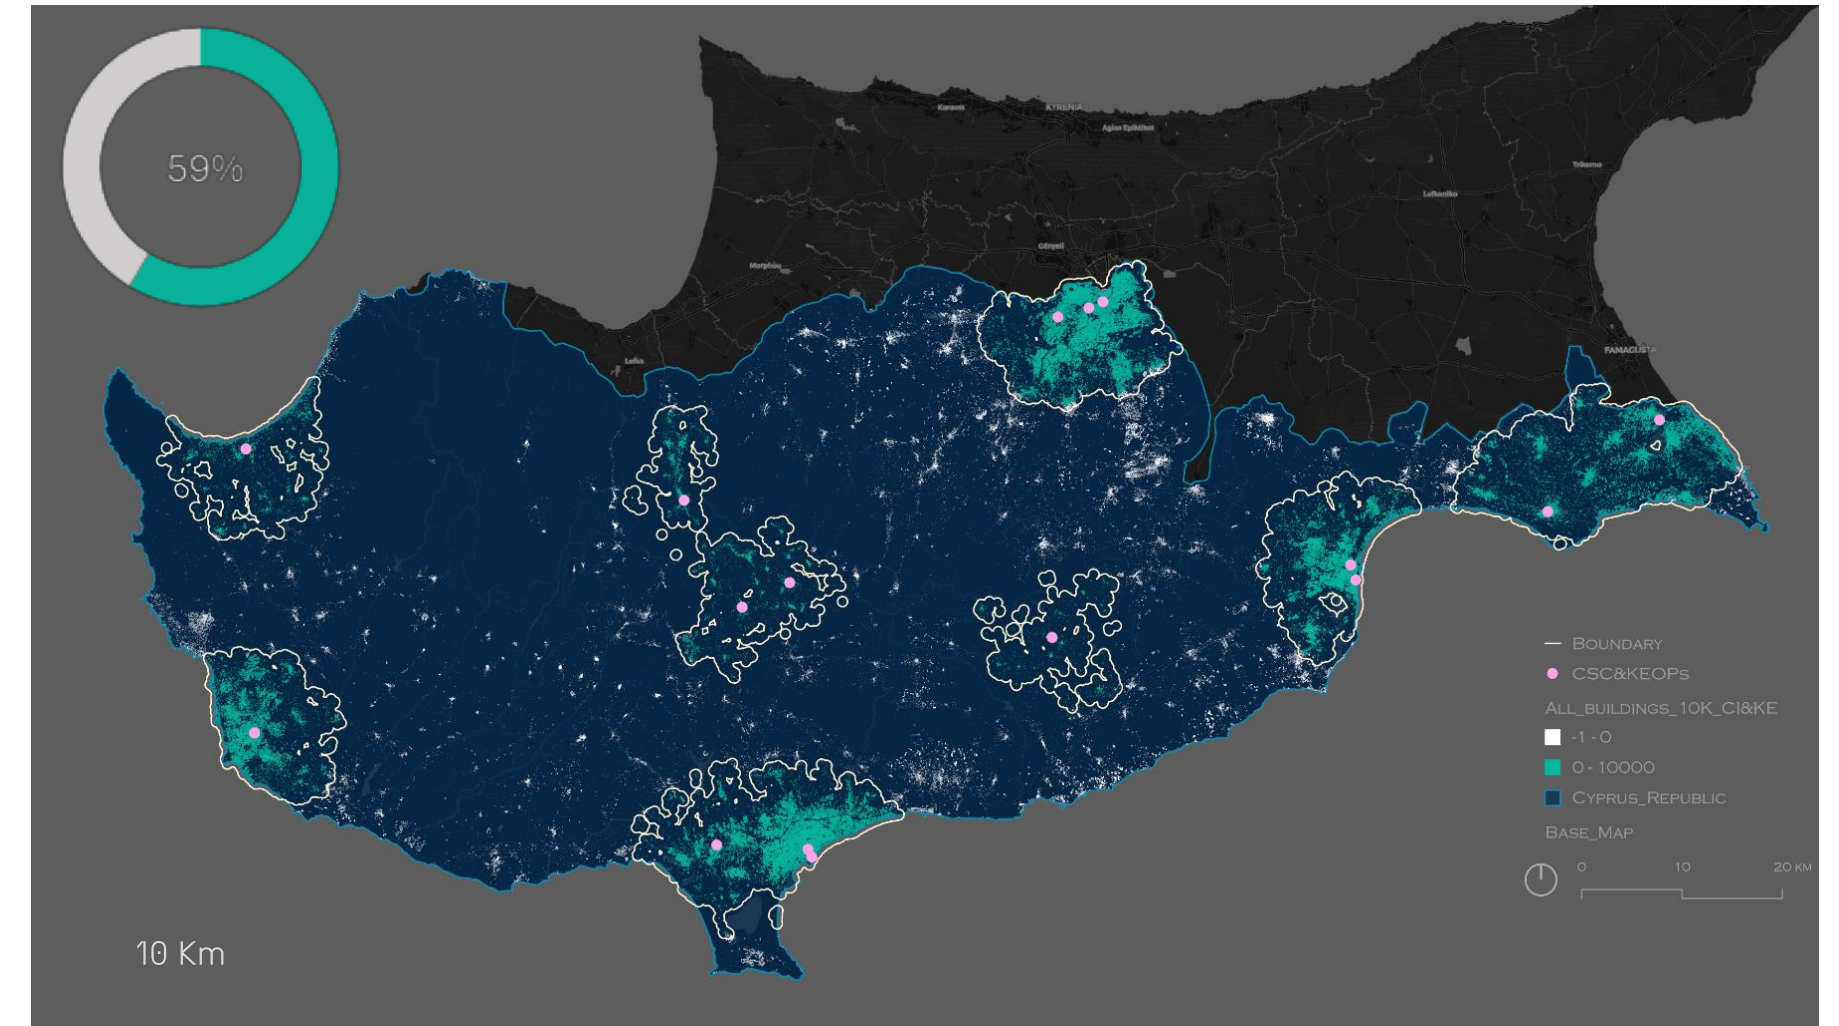 59%
Karavas
KYRENIA
Agios Epiktitos
Trikomo
Lefkoniko
Gönyeli
Morphou
Lefka
FAMAGUSTA
BOUNDARY
CSC&KEOPS
ALL_BUILDINGS_10K_CI&KE
-1 - 0
0 - 10000
CYPRUS_REPUBLIC
BASE_MAP
0 10 20 KM
10 Km